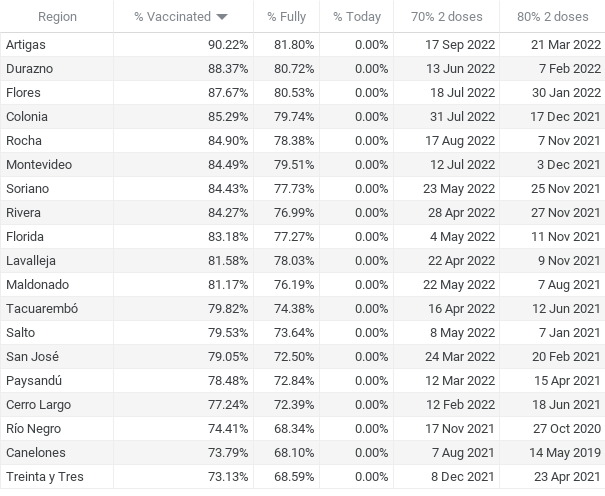 Region % Vaccinated % Fully % Today 70% 2 doses 80% 2 doses
Artigas 90.22% 81.80% 0.00% 17 Sep 2022 21 Mar 2022
Durazno 88.37% 80.72% 0.00% 13 Jun 2022 7 Feb 2022
Flores 87.67% 80.53% 0.00% 18 Jul 2022 30 Jan 2022
Colonia 85.29% 79.74% 0.00% 31 Jul 2022 17 Dec 2021
Rocha 84.90% 78.38% 0.00% 17 Aug 2022 7 Nov 2021
Montevideo 84.49% 79.51% 0.00% 12 Jul 2022 3 Dec 2021
Soriano 84.43% 77.73% 0.00% 23 May 2022 25 Nov 2021
Rivera 84.27% 76.99% 0.00% 28 Apr 2022 27 Nov 2021
Florida 83.18% 77.27% 0.00% 4 May 2022 11 Nov 2021
Lavalleja 81.58% 78.03% 0.00% 22 Apr 2022 9 Nov 2021
Maldonado 81.17% 76.19% 0.00% 22 May 2022 7 Aug 2021
Tacuarembó 79.82% 74.38% 0.00% 16 Apr 2022 12 Jun 2021
Salto 79.53% 73.64% 0.00% 8 May 2022 7 Jan 2021
San José 79.05% 72.50% 0.00% 24 Mar 2022 20 Feb 2021
Paysandú 78.48% 72.84% 0.00% 12 Mar 2022 15 Apr 2021
Cerro Largo 77.24% 72.39% 0.00% 12 Feb 2022 18 Jun 2021
Río Negro 74.41% 68.34% 0.00% 17 Nov 2021 27 Oct 2020
Canelones 73.79% 68.10% 0.00% 7 Aug 2021 14 May 2019
Treinta y Tres 73.13% 68.59% 0.00% 8 Dec 2021 23 Apr 2021